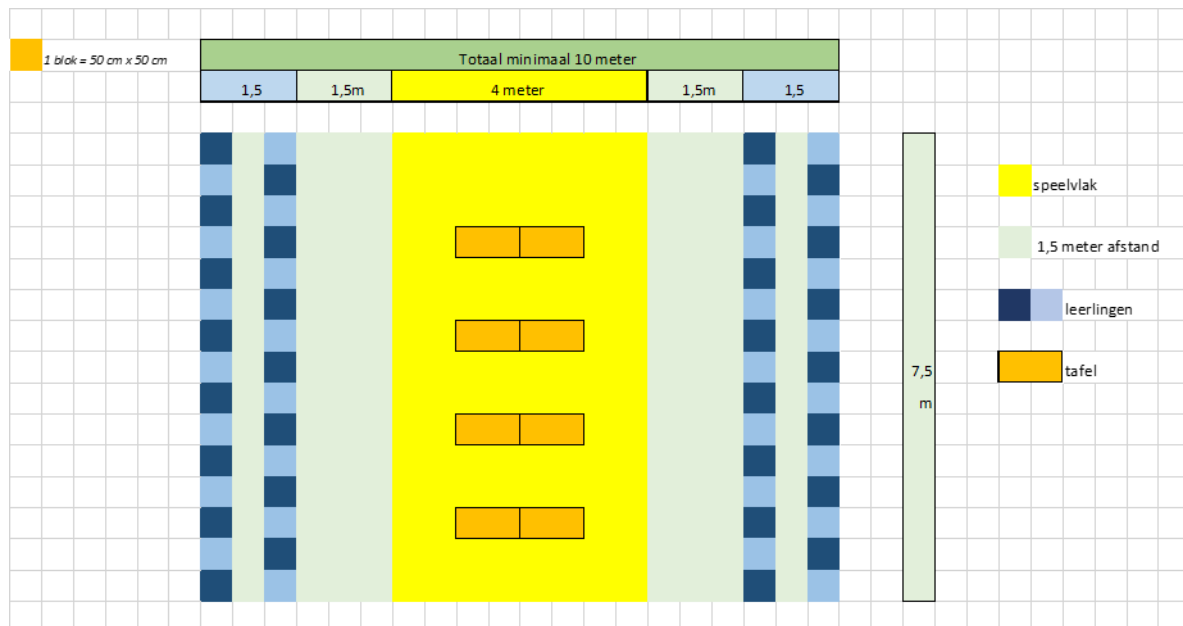 1 blok = 50 cm x 50 cm
Totaal minimaal 10 meter
1,5 1,5m 4 meter 1,5m 1,5
speelvlak
1,5 meter afstand
leerlingen
7,5
m
tafel